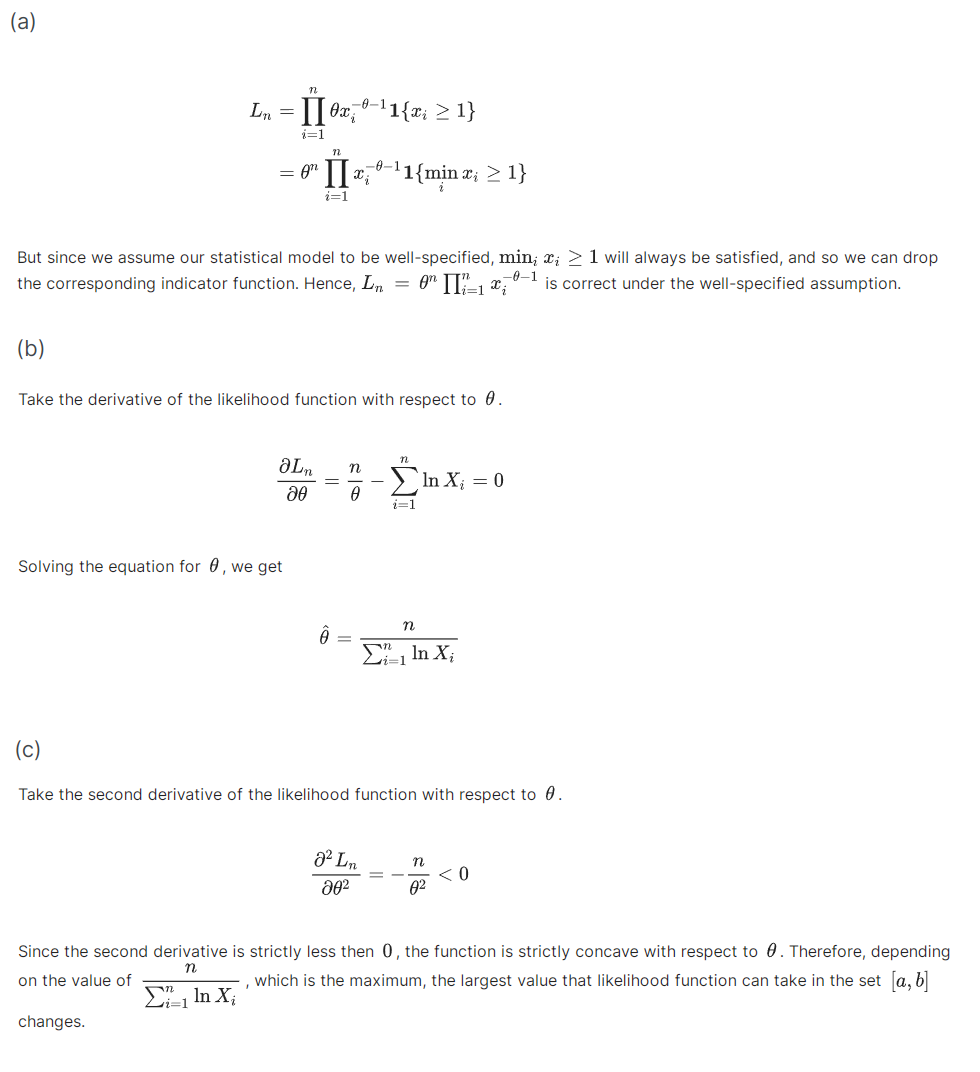 (a)
$L_n = \prod_{i=1}^{n} \theta x_i^{-\theta-1} \mathbf{1}\{x_i \geq 1\}$
$= \theta^n \prod_{i=1}^{n} x_i^{-\theta-1} \mathbf{1}\{\min_i x_i \geq 1\}$
But since we assume our statistical model to be well-specified, $\min_i x_i \geq 1$ will always be satisfied, and so we can drop
the corresponding indicator function. Hence, $L_n = \theta^n \prod_{i=1}^{n} x_i^{-\theta-1}$ is correct under the well-specified assumption.
(b)
Take the derivative of the likelihood function with respect to $\theta$.
$\frac{\partial L_n}{\partial \theta} = \frac{n}{\theta} - \sum_{i=1}^{n} \ln X_i = 0$
Solving the equation for $\theta$, we get
$\hat{\theta} = \frac{n}{\sum_{i=1}^{n} \ln X_i}$
(c)
Take the second derivative of the likelihood function with respect to $\theta$.
$\frac{\partial^2 L_n}{\partial \theta^2} = -\frac{n}{\theta^2} < 0$
Since the second derivative is strictly less then $0$, the function is strictly concave with respect to $\theta$. Therefore, depending
on the value of $\frac{n}{\sum_{i=1}^{n} \ln X_i}$, which is the maximum, the largest value that likelihood function can take in the set $[a, b]$
changes.